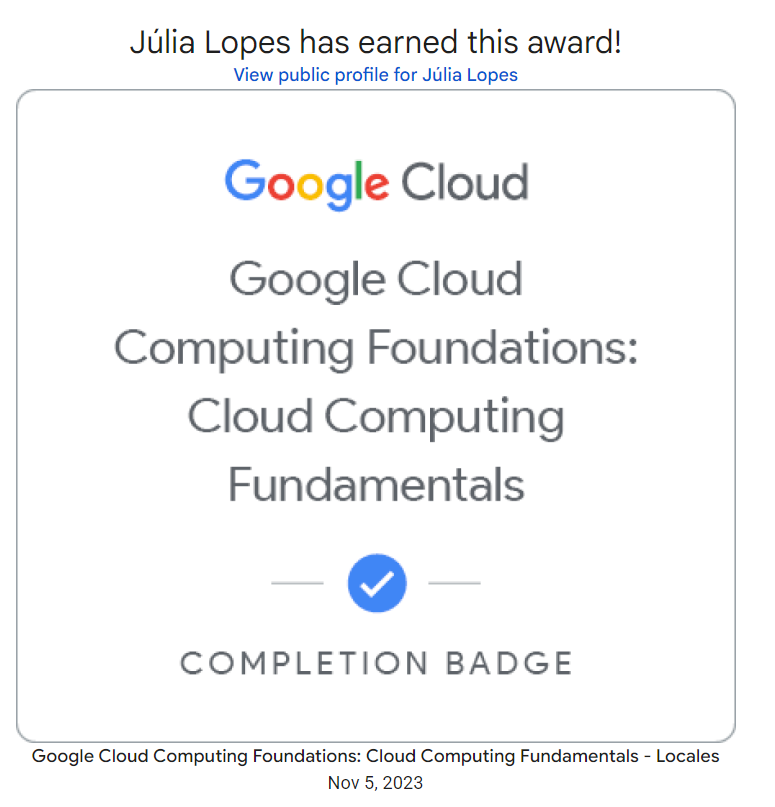 Júlia Lopes has earned this award!
View public profile for Júlia Lopes
Google Cloud
Google Cloud
Computing Foundations:
Cloud Computing
Fundamentals
COMPLETION BADGE
Google Cloud Computing Foundations: Cloud Computing Fundamentals - Locales
Nov 5, 2023